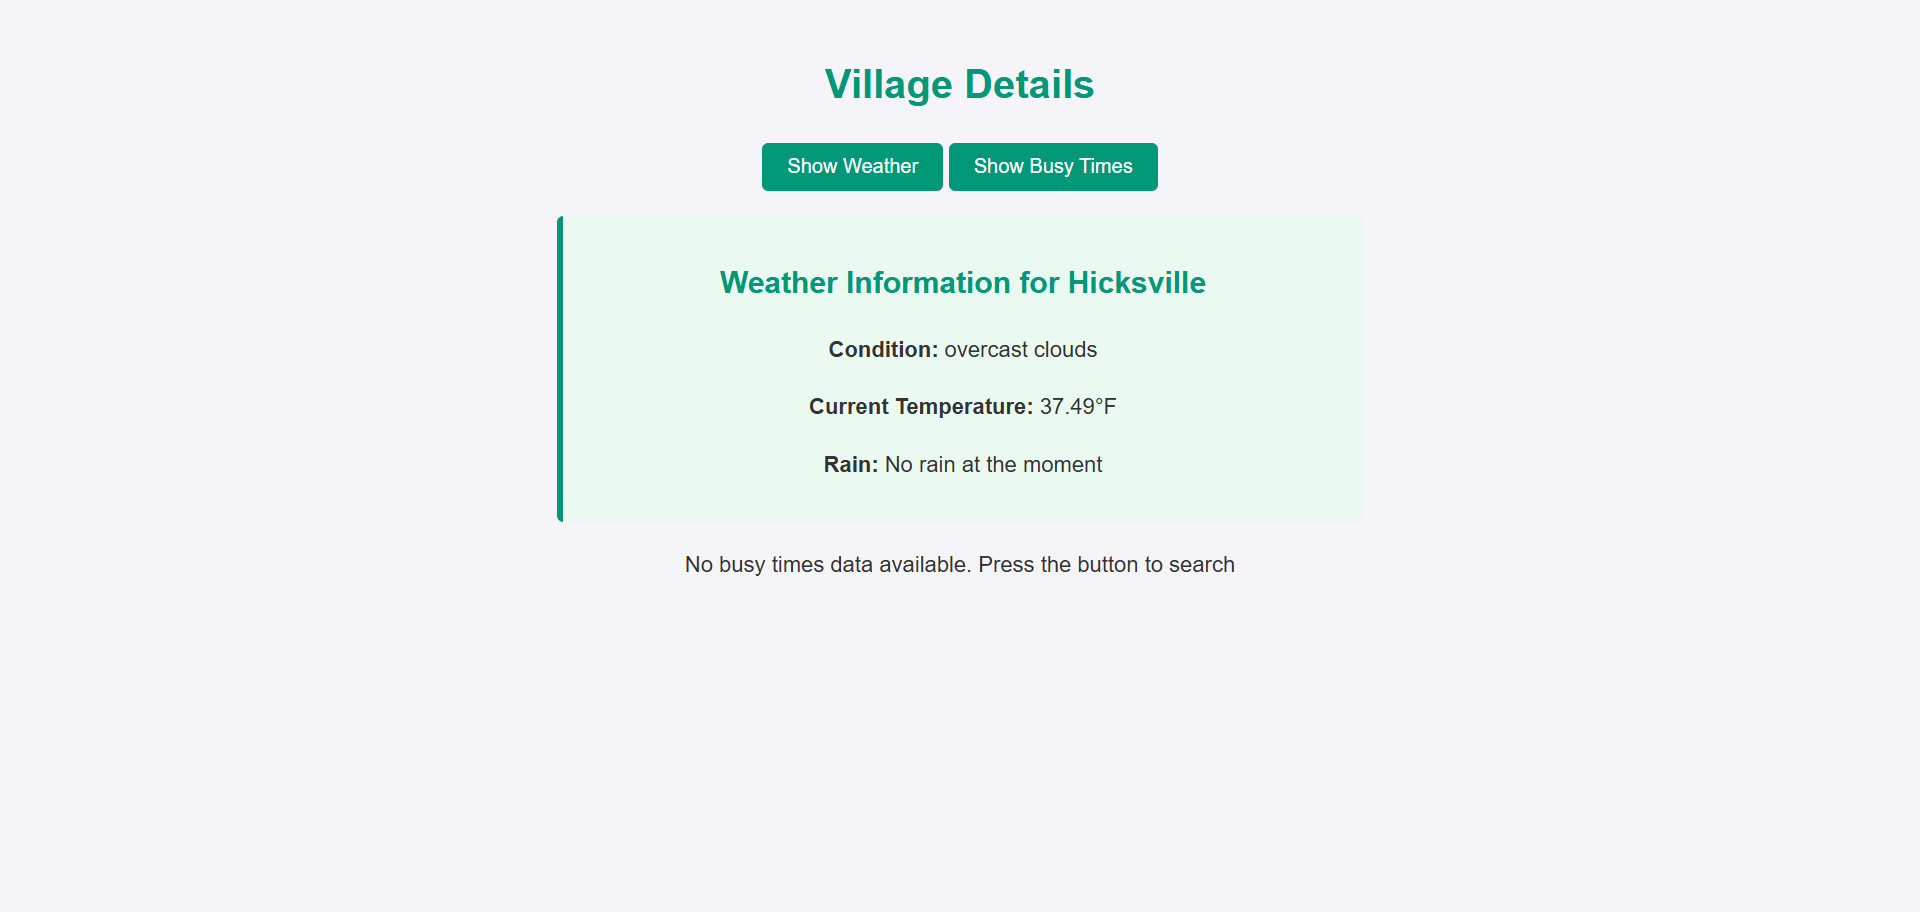 Village Details
Show Weather Show Busy Times
Weather Information for Hicksville
Condition: overcast clouds
Current Temperature: 37.49°F
Rain: No rain at the moment
No busy times data available. Press the button to search